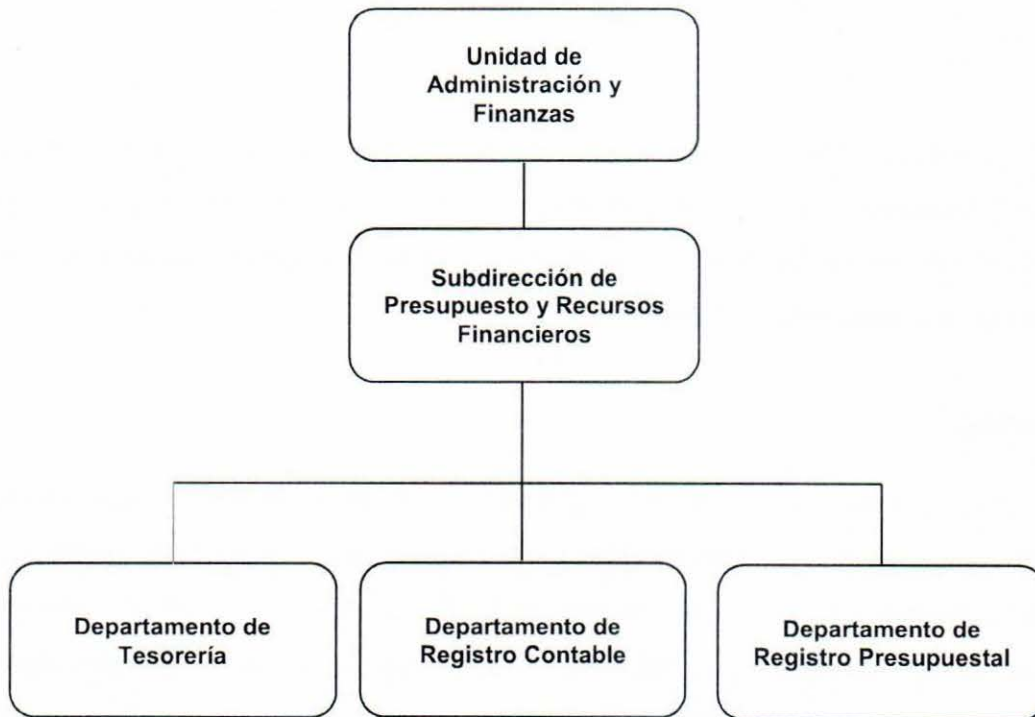 Unidad de
Administración y
Finanzas
Subdirección de
Presupuesto y Recursos
Financieros
Departamento de
Tesorería
Departamento de
Registro Contable
Departamento de
Registro Presupuestal